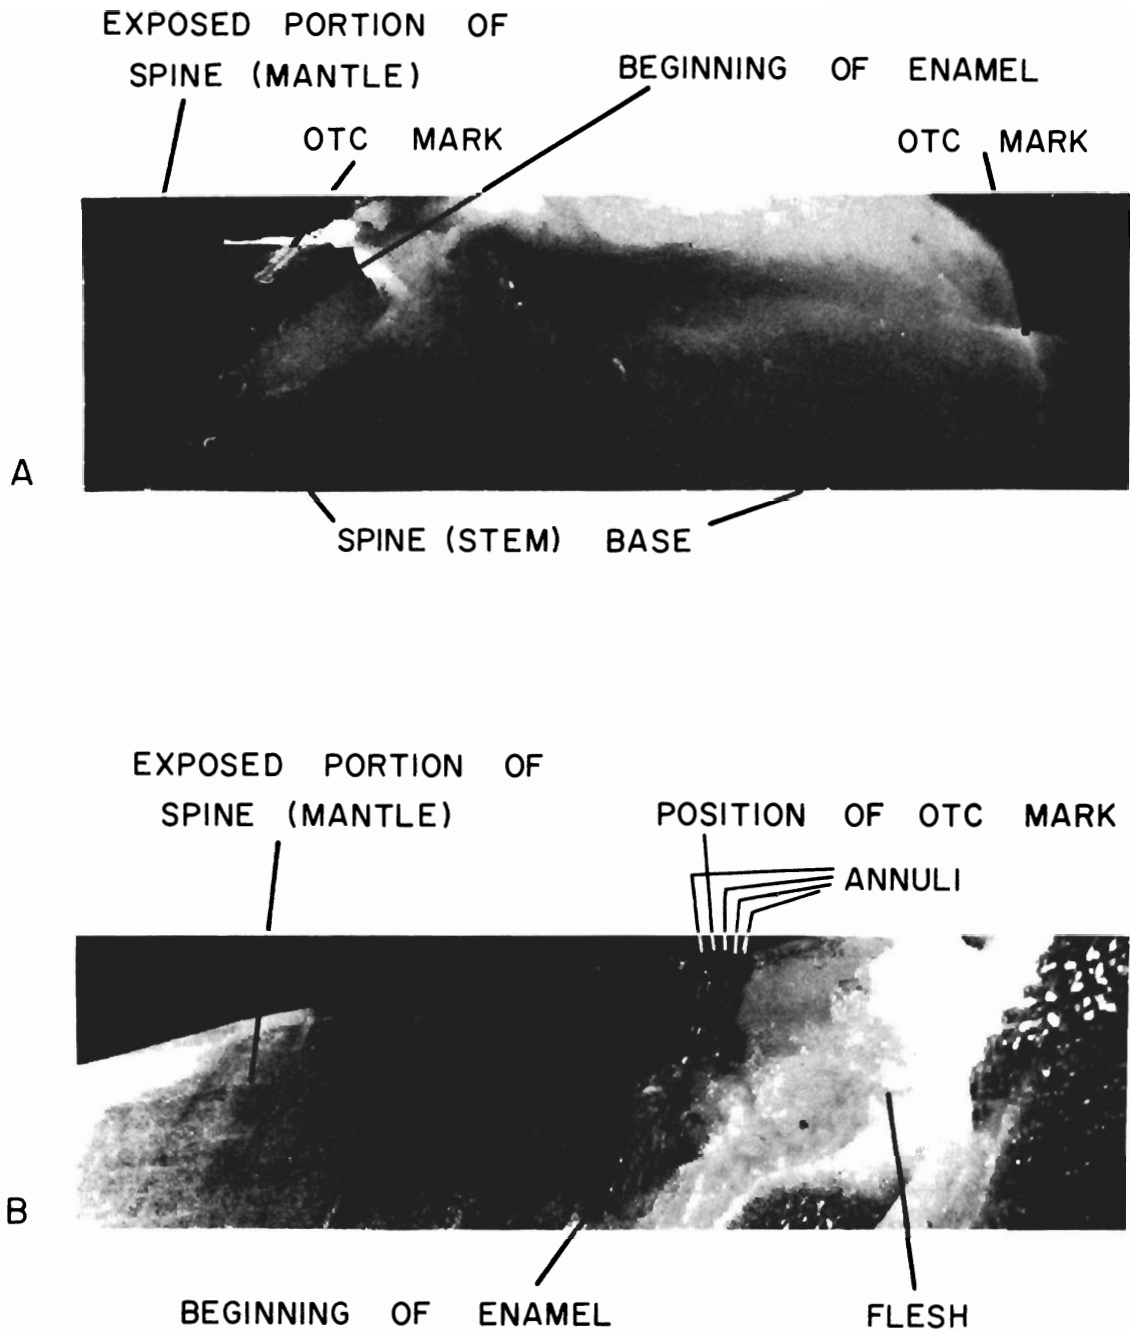 EXPOSED PORTION OF
SPINE (MANTLE)
BEGINNING OF ENAMEL
OTC MARK
OTC MARK
A
SPINE (STEM) BASE
EXPOSED PORTION OF
SPINE (MANTLE)
POSITION OF OTC MARK
ANNULI
B
BEGINNING OF ENAMEL
FLESH